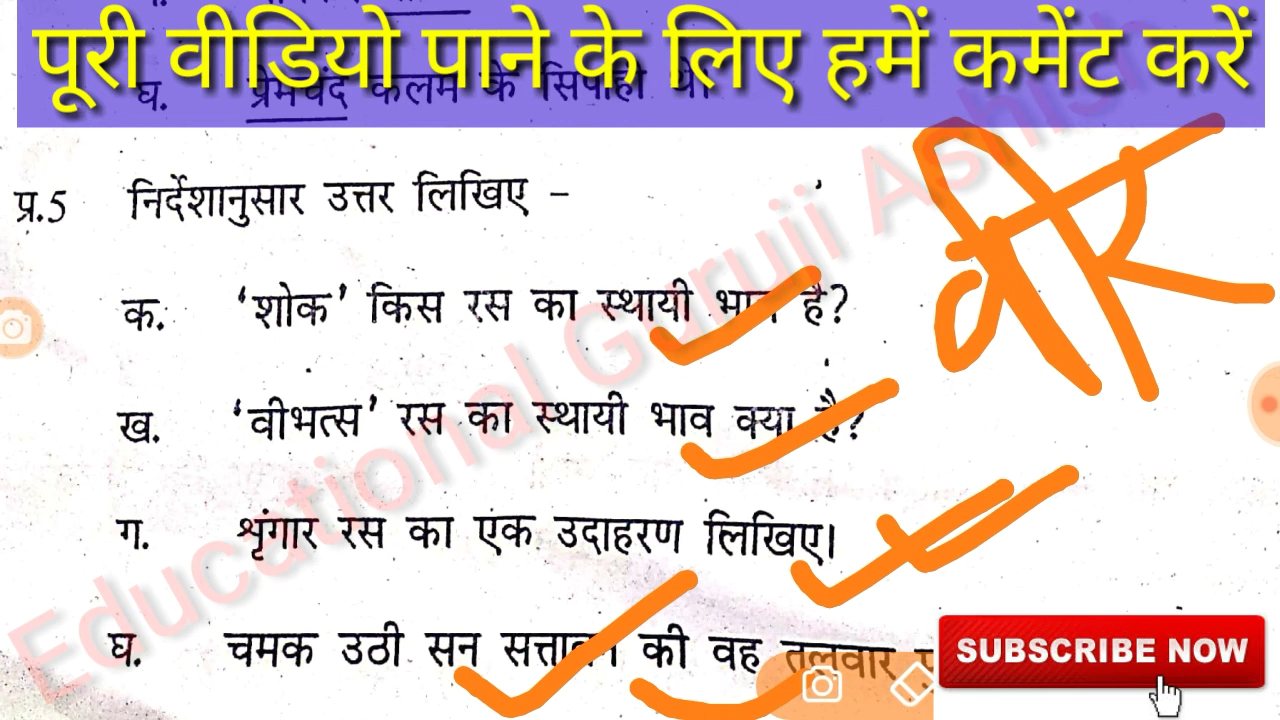 पूरी वीडियो पाने के लिए हमें कमेंट करें
घ. प्रेमचंद कलम के सिपाही थे।
प्र.5 निर्देशानुसार उत्तर लिखिए –
वीर
क. 'शोक' किस रस का स्थायी भाव है?
ख. 'वीभत्स' रस का स्थायी भाव क्या है?
ग. शृंगार रस का एक उदाहरण लिखिए।
घ. चमक उठी सन सत्तावन की वह तलवार
SUBSCRIBE NOW
Educational Guruji Ashish